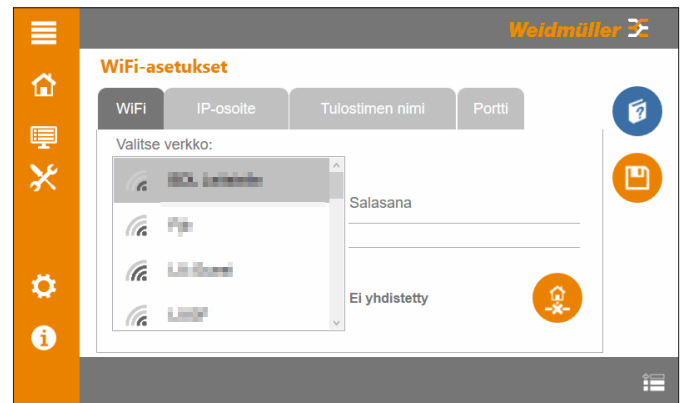 Weidmüller
WiFi-asetukset
WiFi IP-osoite Tulostimen nimi Portti
Valitse verkko:
Salasana
Ei yhdistetty